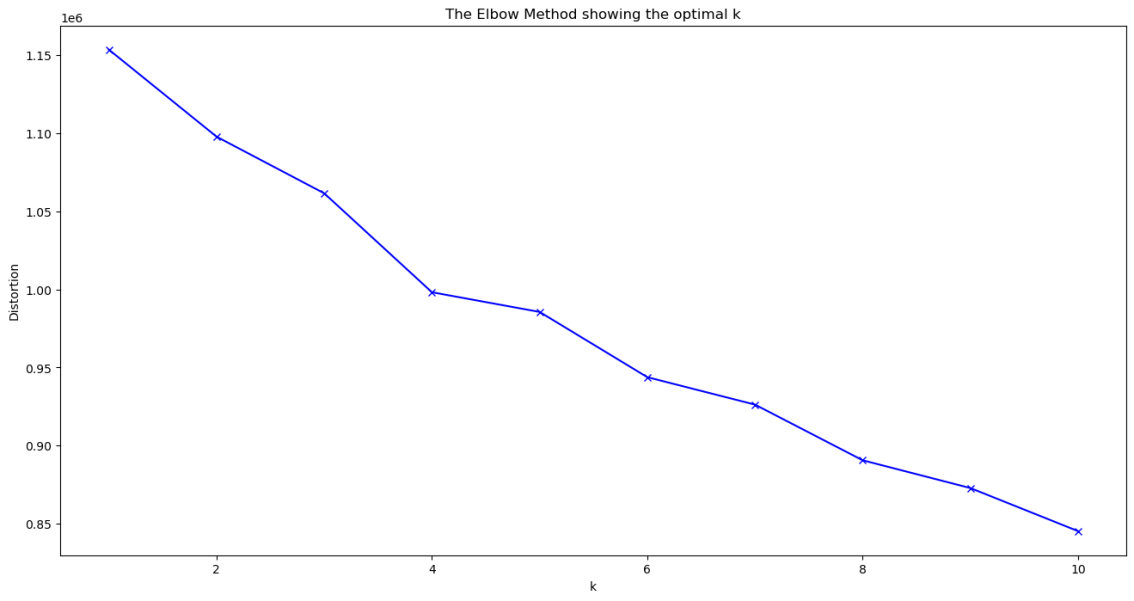 The Elbow Method showing the optimal k
1e6
1.15
1.10
1.05
1.00
0.95
0.90
0.85
Distortion
2 4 6 8 10
k